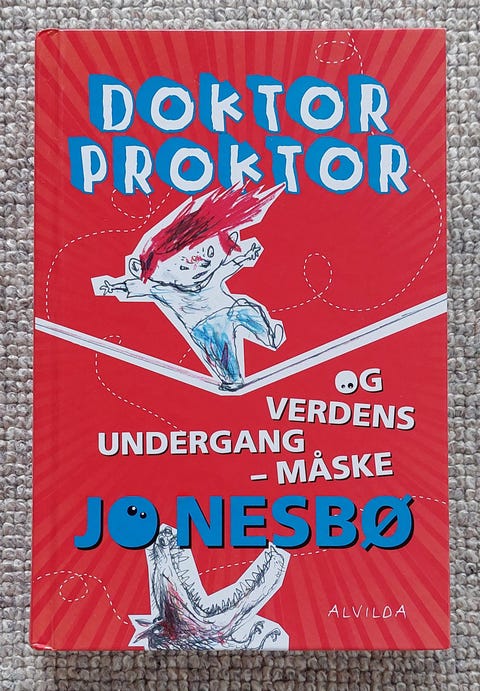 DOKTOR
PROKTOR
OG
VERDENS
UNDERGANG
– MÅSKE
JO NESBØ
ALVILDA